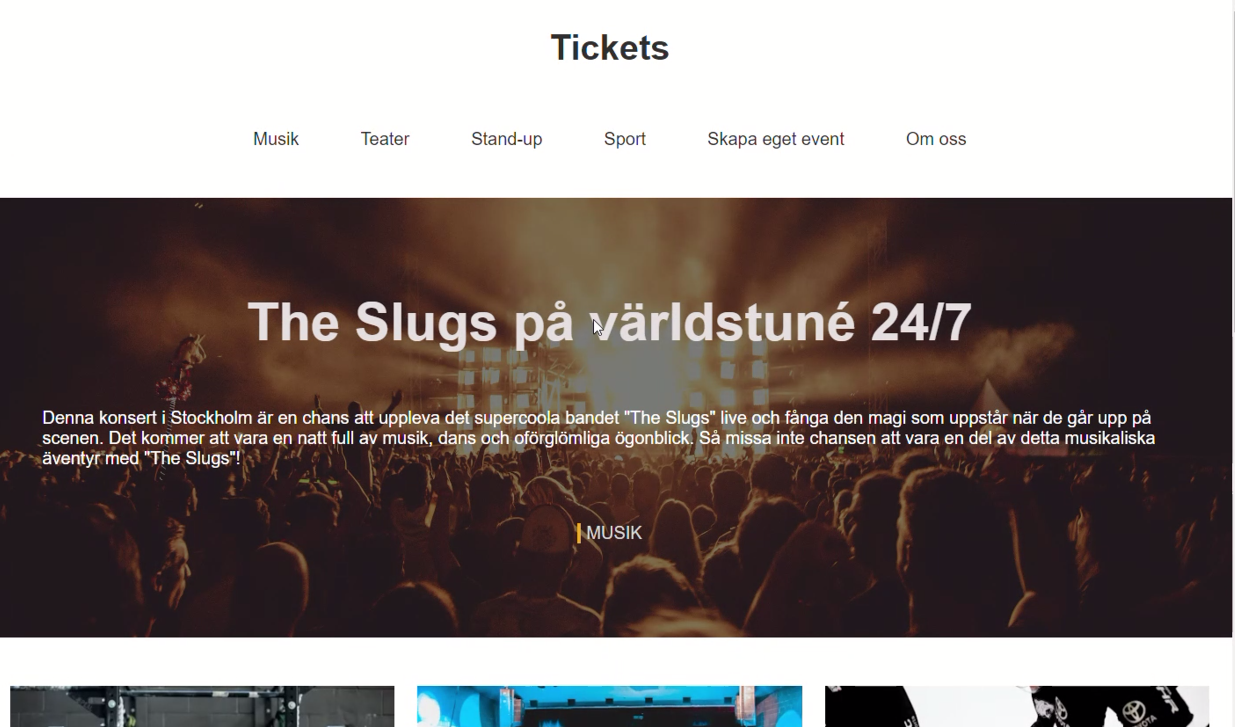 Tickets
Musik Teater Stand-up Sport Skapa eget event Om oss
The Slugs på världstuné 24/7
Denna konsert i Stockholm är en chans att uppleva det supercoola bandet "The Slugs" live och fånga den magi som uppstår när de går upp på
scenen. Det kommer att vara en natt full av musik, dans och oförglömliga ögonblick. Så missa inte chansen att vara en del av detta musikaliska
äventyr med "The Slugs"!
MUSIK
TOYOTA